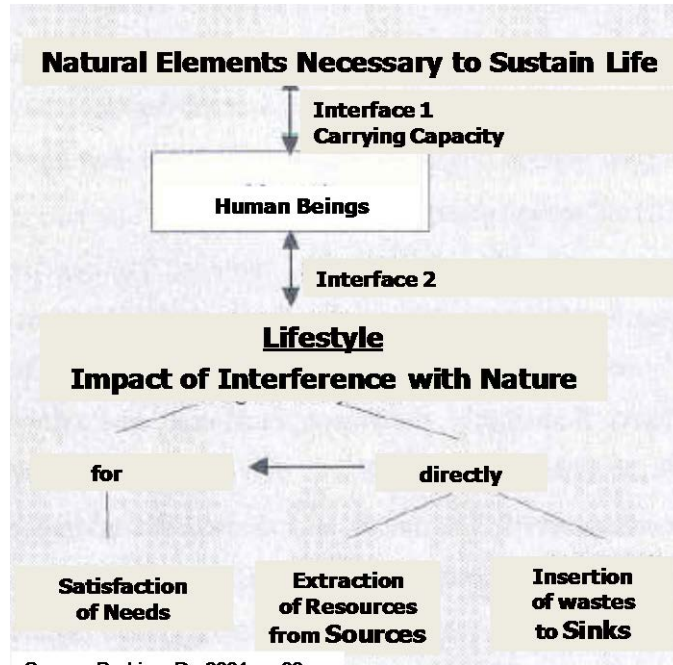 Natural Elements Necessary to Sustain Life
Interface 1
Carrying Capacity
Human Beings
Interface 2
Lifestyle
Impact of Interference with Nature
for
directly
Satisfaction
of Needs
Extraction
of Resources
from Sources
Insertion
of wastes
to Sinks